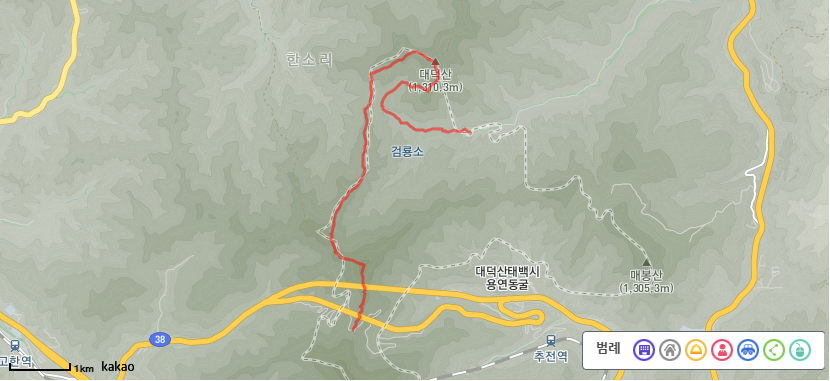 한소리
대덕산
(1,310.3m)
검룡소
대덕산태백시
용연동굴
매봉산
(1,305.3m)
38
고한역
추전역
범례
1km
kakao